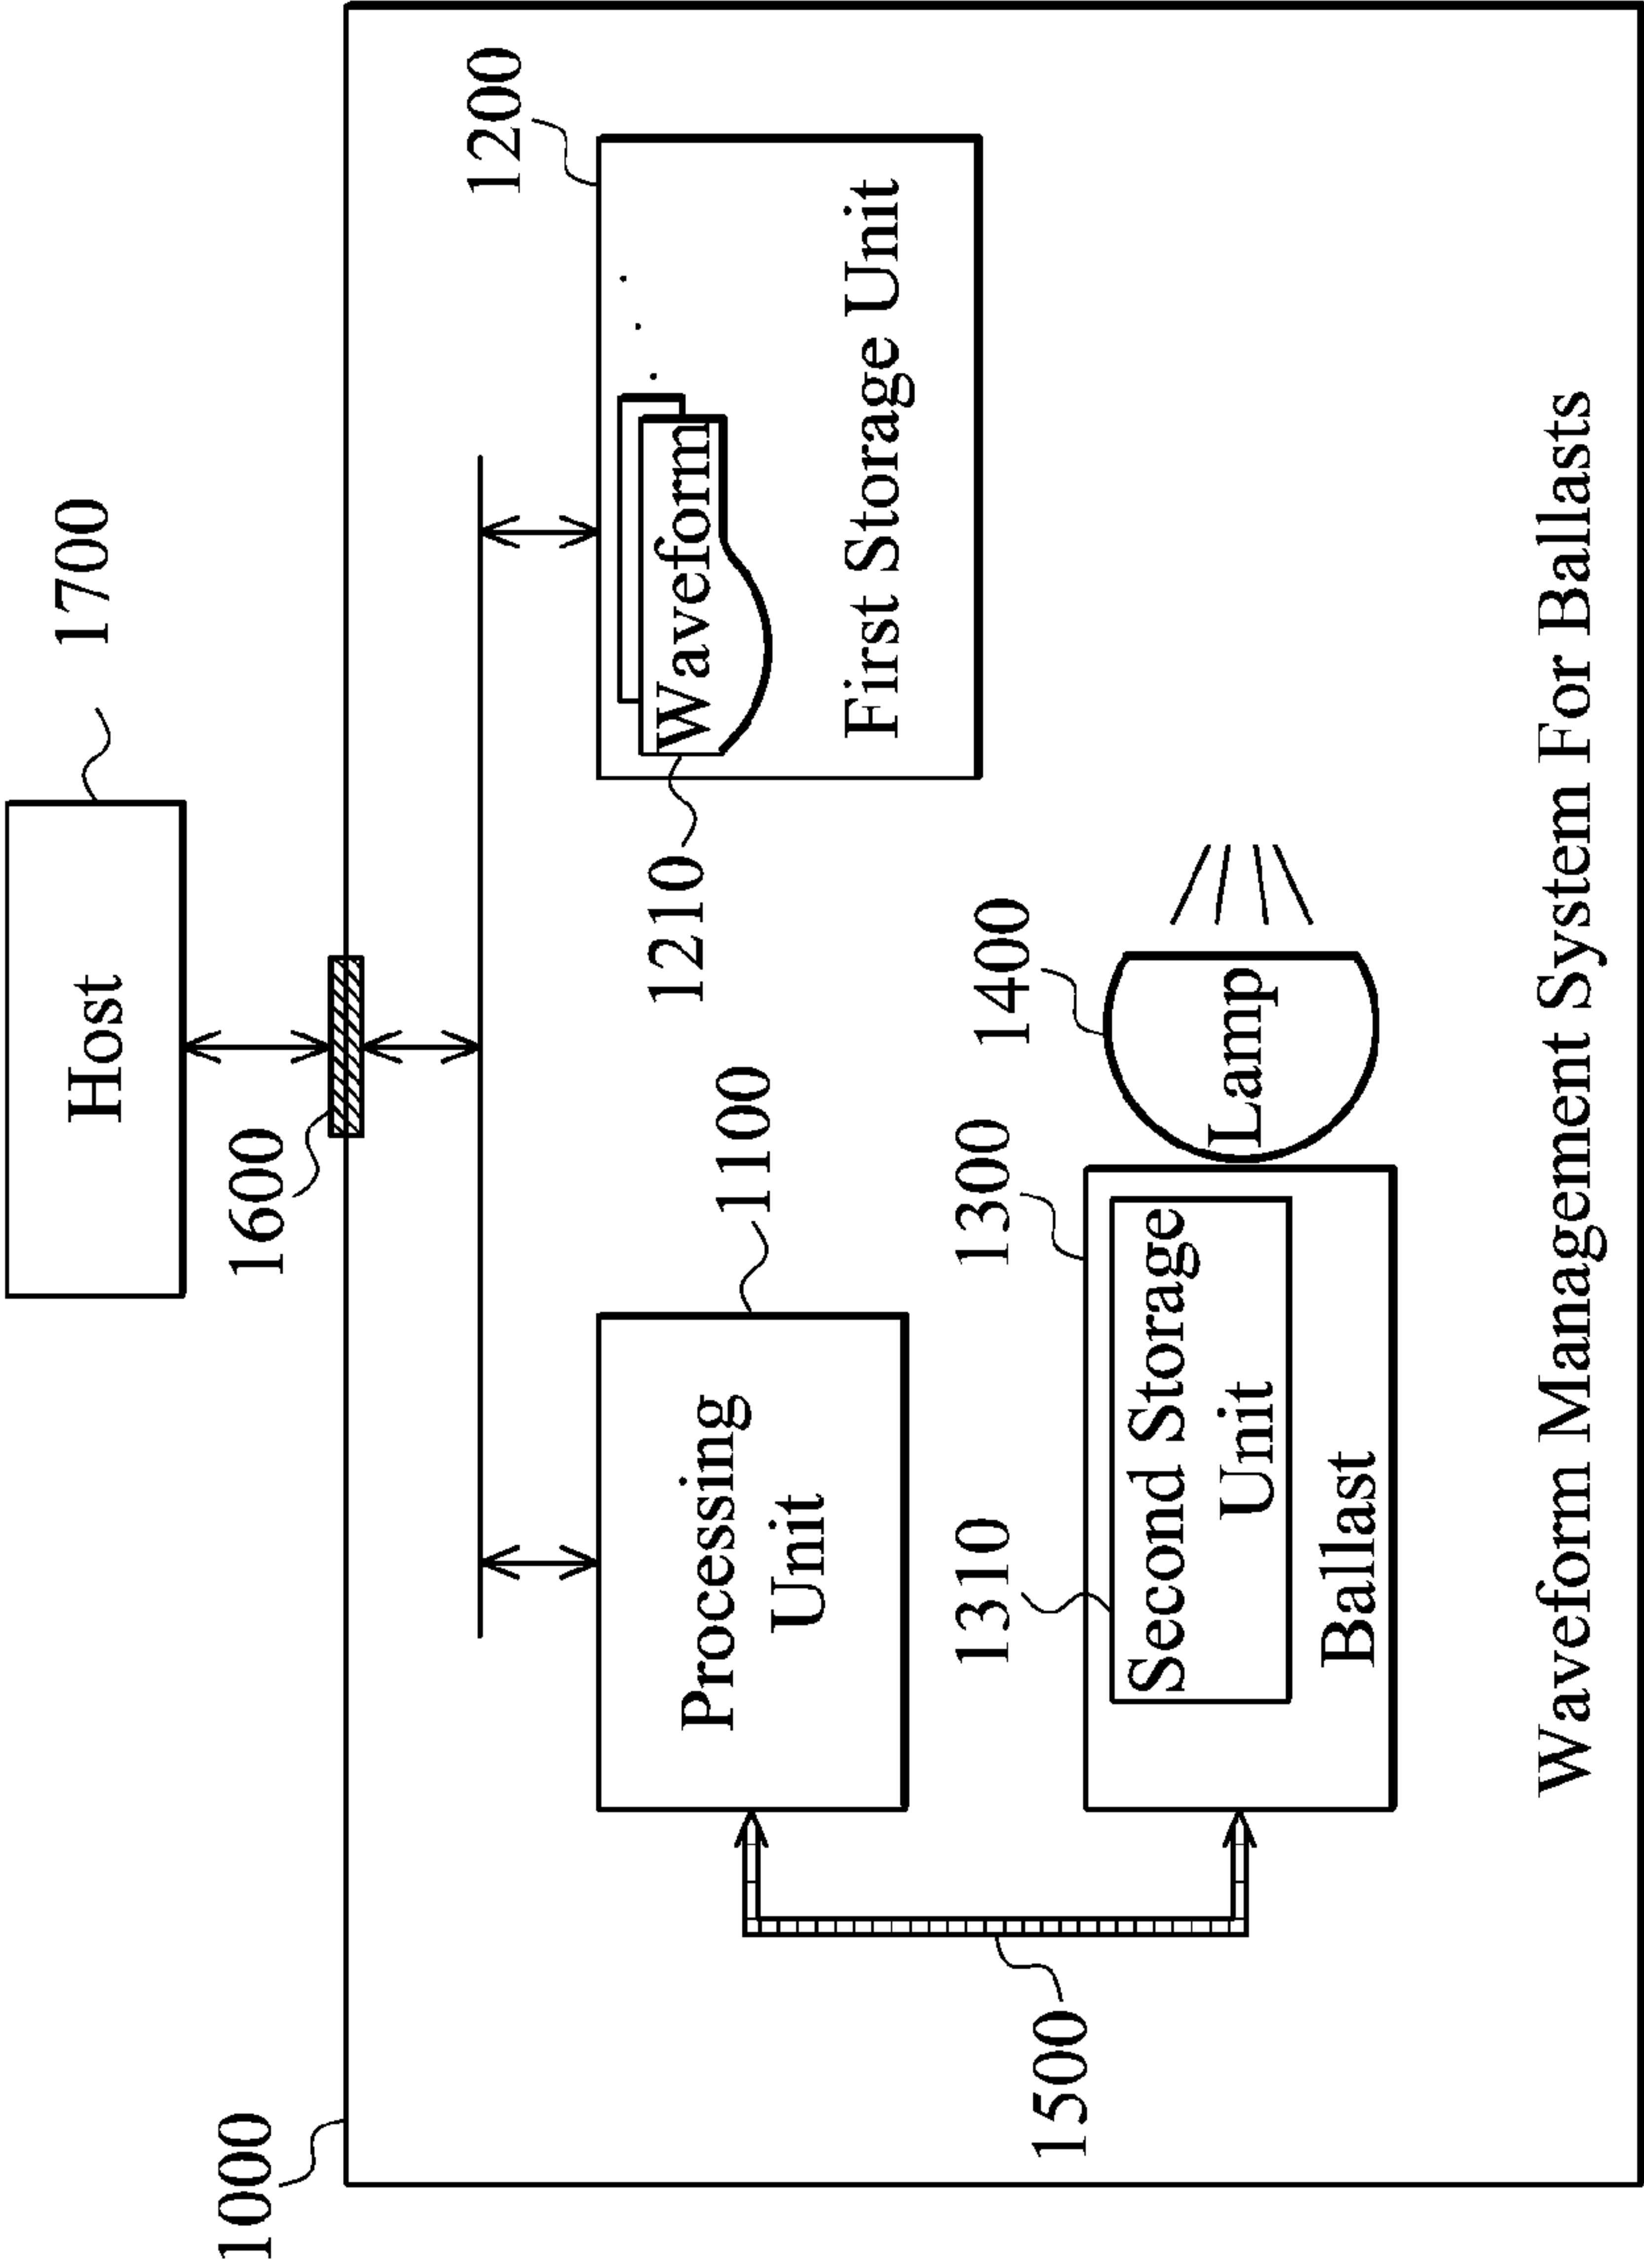 Host
1700
1600
1000
Processing
Unit
1100
Waveform
1210
First Storage Unit
1200
1500
Second Storage
Unit
1310
Ballast
1300
Lamp
1400
Waveform Management System For Ballasts